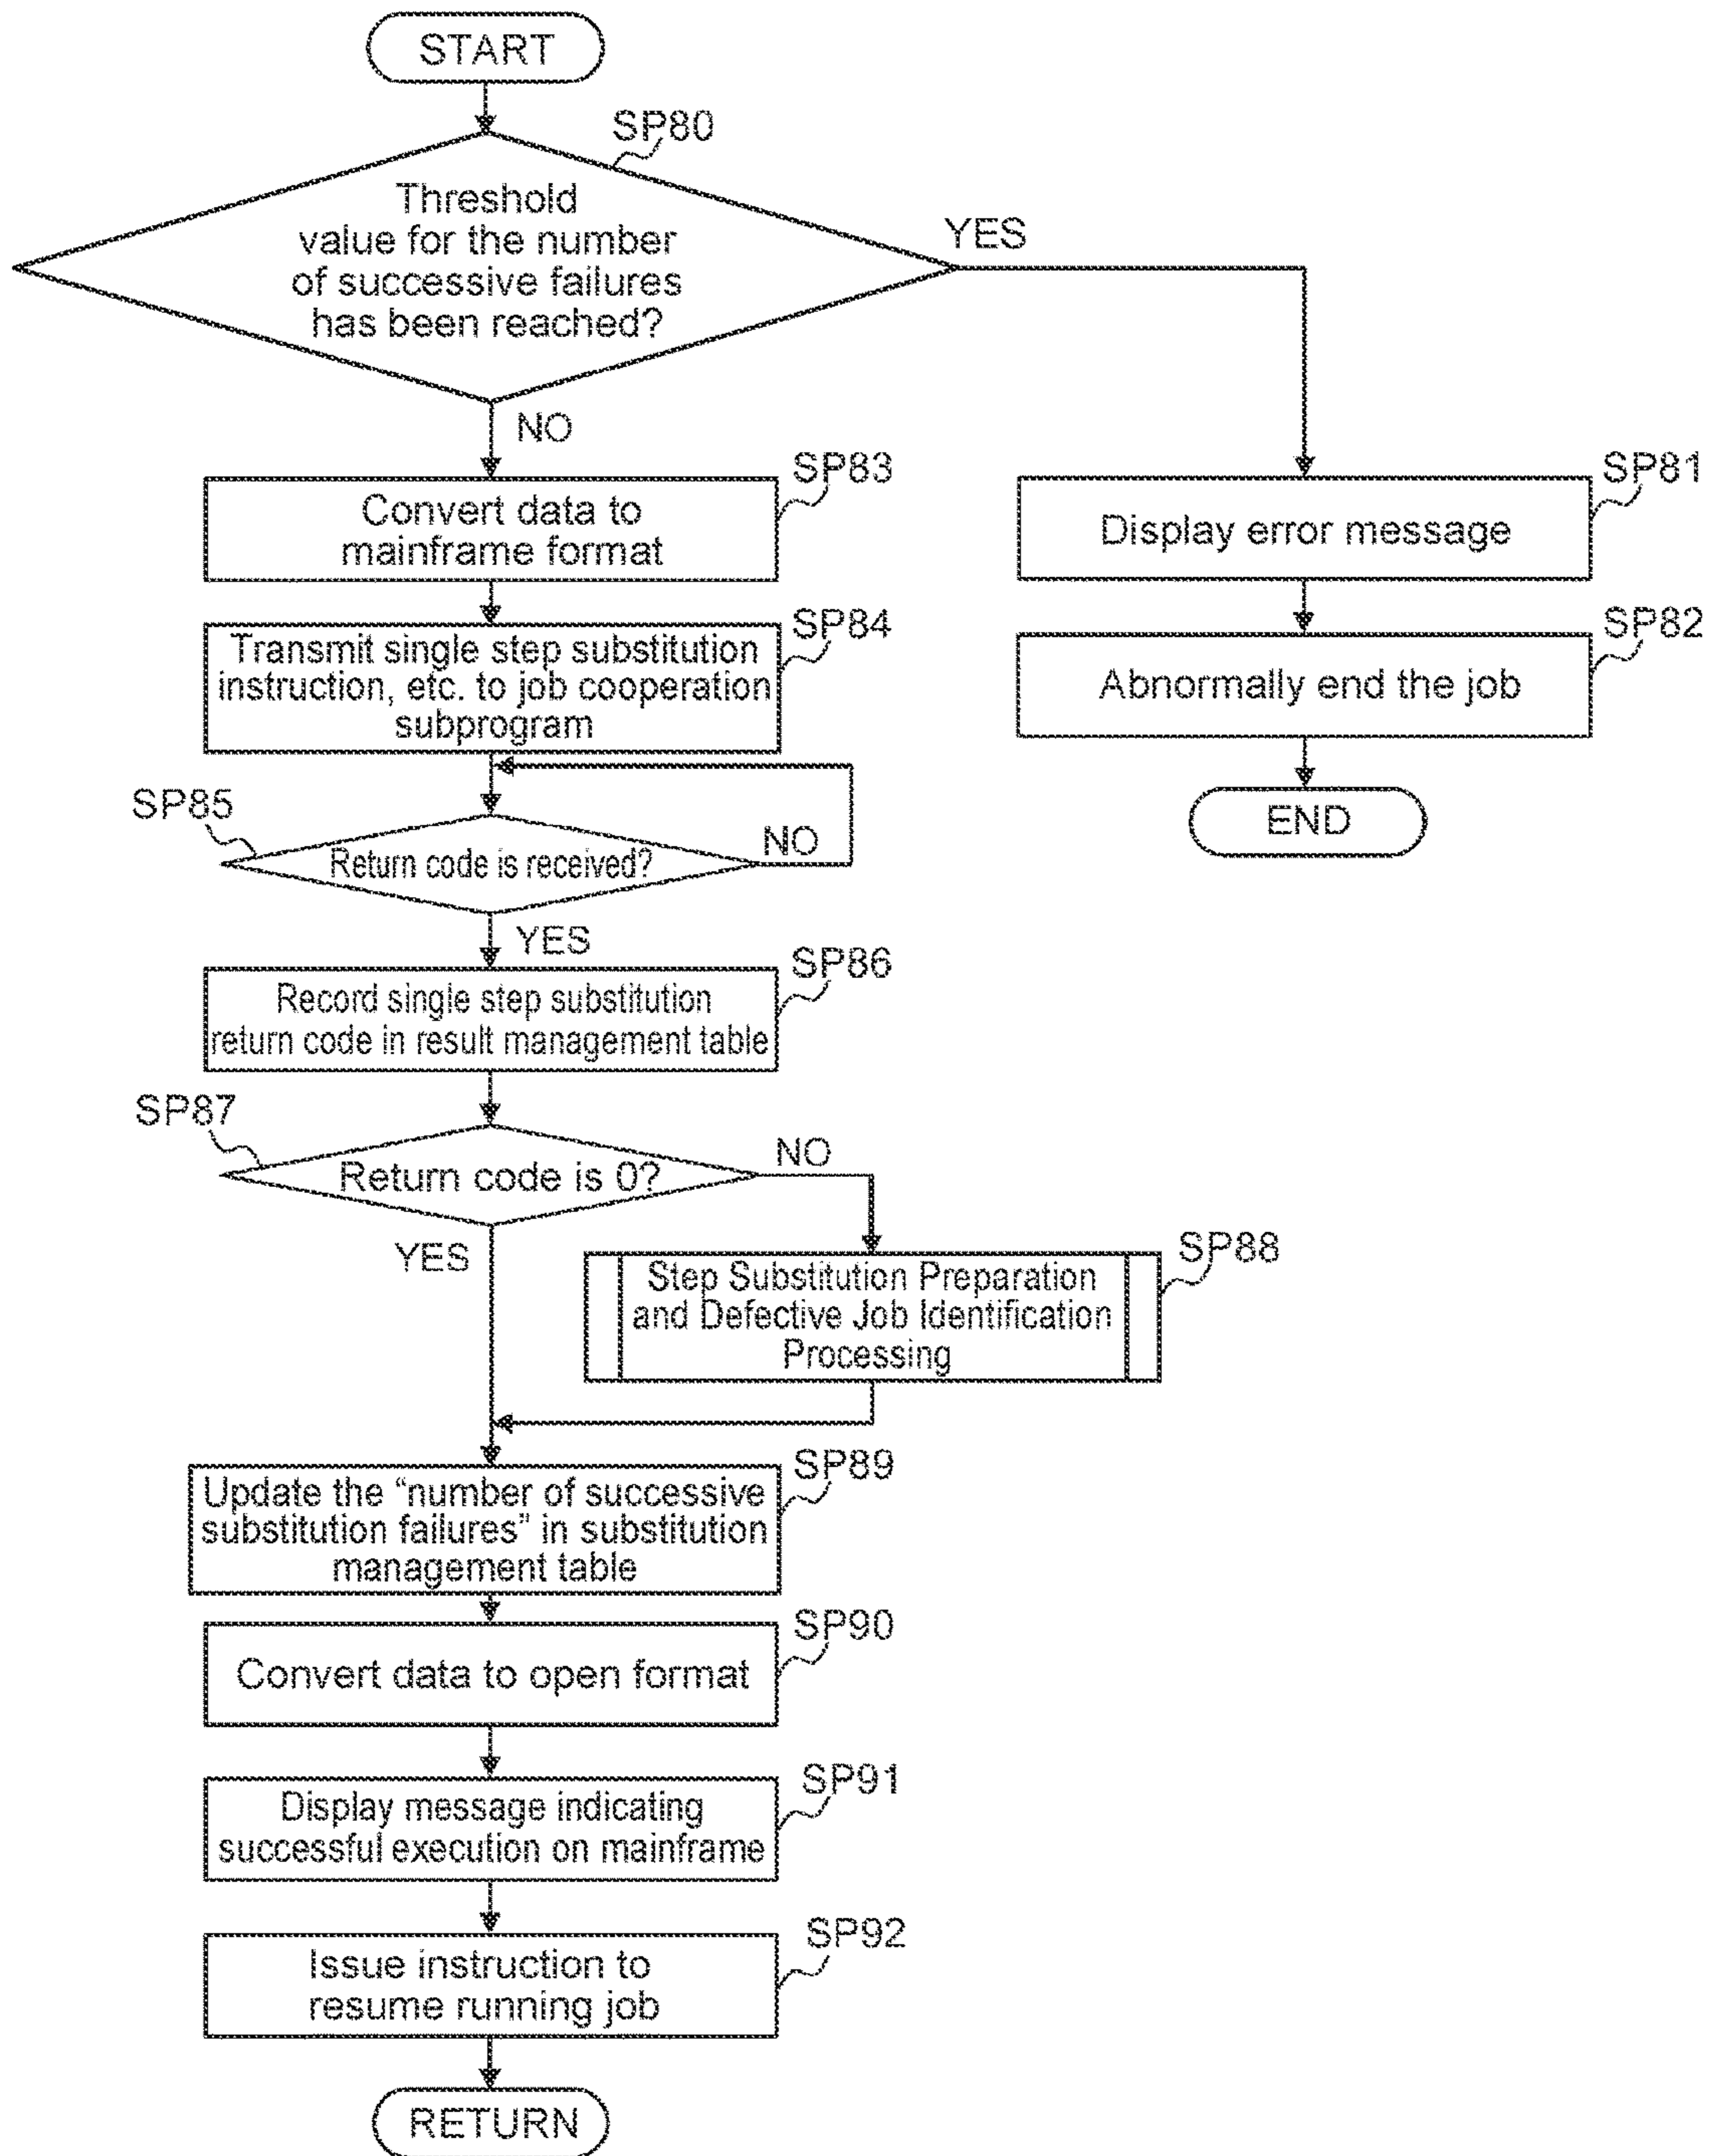 START
SP80
Threshold
value for the number
of successive failures
has been reached?
YES
NO
SP83
Convert data to
mainframe format
SP81
Display error message
SP84
Transmit single step substitution
instruction, etc. to job cooperation
subprogram
SP82
Abnormally end the job
END
SP85
Return code is received?
NO
YES
SP86
Record single step substitution
return code in result management table
SP87
Return code is 0?
NO
YES
SP88
Step Substitution Preparation
and Defective Job Identification
Processing
SP89
Update the “number of successive
substitution failures” in substitution
management table
SP90
Convert data to open format
SP91
Display message indicating
successful execution on mainframe
SP92
Issue instruction to
resume running job
RETURN